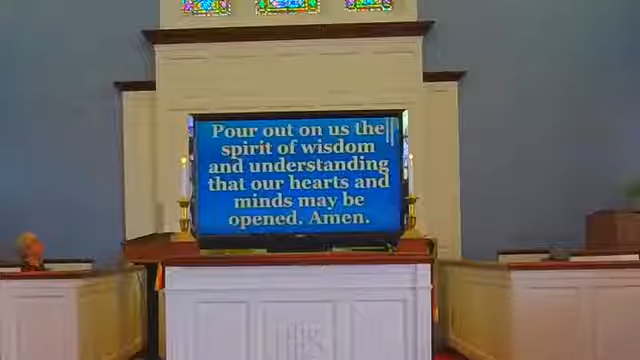 Pour out on us the
spirit of wisdom
and understanding
that our hearts and
minds may be
opened. Amen.